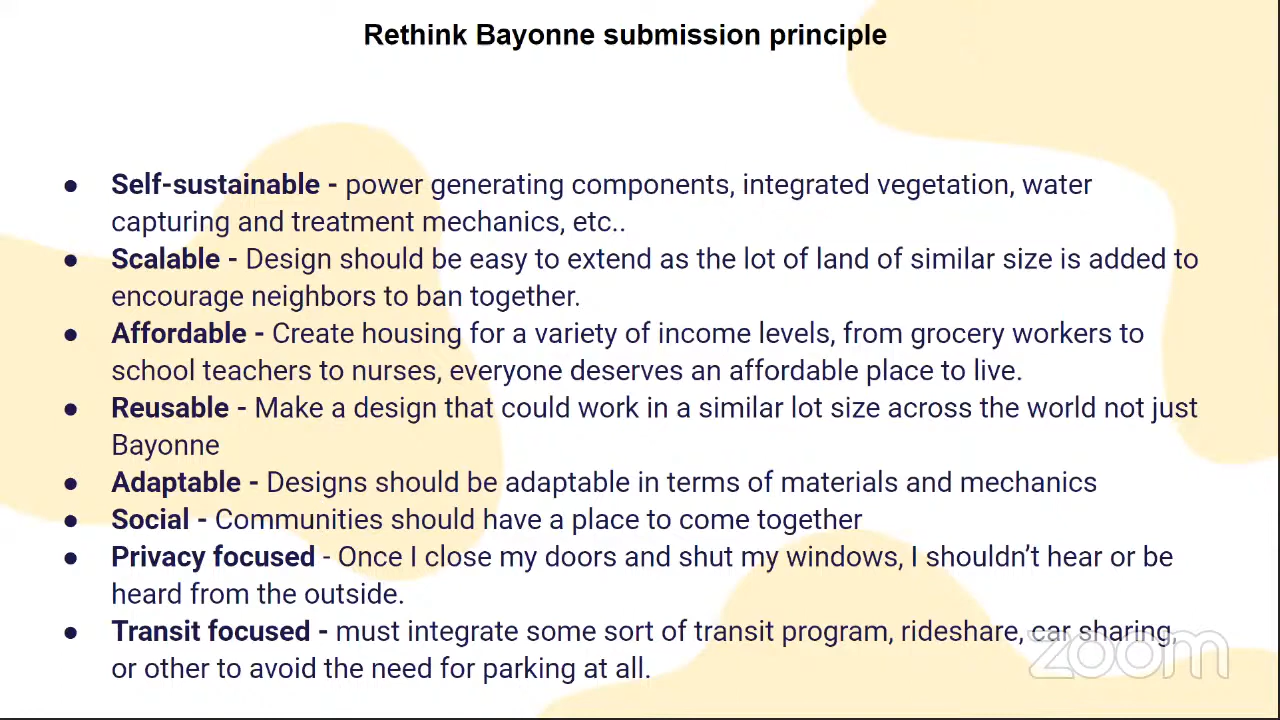 Rethink Bayonne submission principle
● Self-sustainable - power generating components, integrated vegetation, water
capturing and treatment mechanics, etc..
● Scalable - Design should be easy to extend as the lot of land of similar size is added to
encourage neighbors to ban together.
● Affordable - Create housing for a variety of income levels, from grocery workers to
school teachers to nurses, everyone deserves an affordable place to live.
● Reusable - Make a design that could work in a similar lot size across the world not just
Bayonne
● Adaptable - Designs should be adaptable in terms of materials and mechanics
● Social - Communities should have a place to come together
● Privacy focused - Once I close my doors and shut my windows, I shouldn’t hear or be
heard from the outside.
● Transit focused - must integrate some sort of transit program, rideshare, car sharing,
or other to avoid the need for parking at all.
zoom